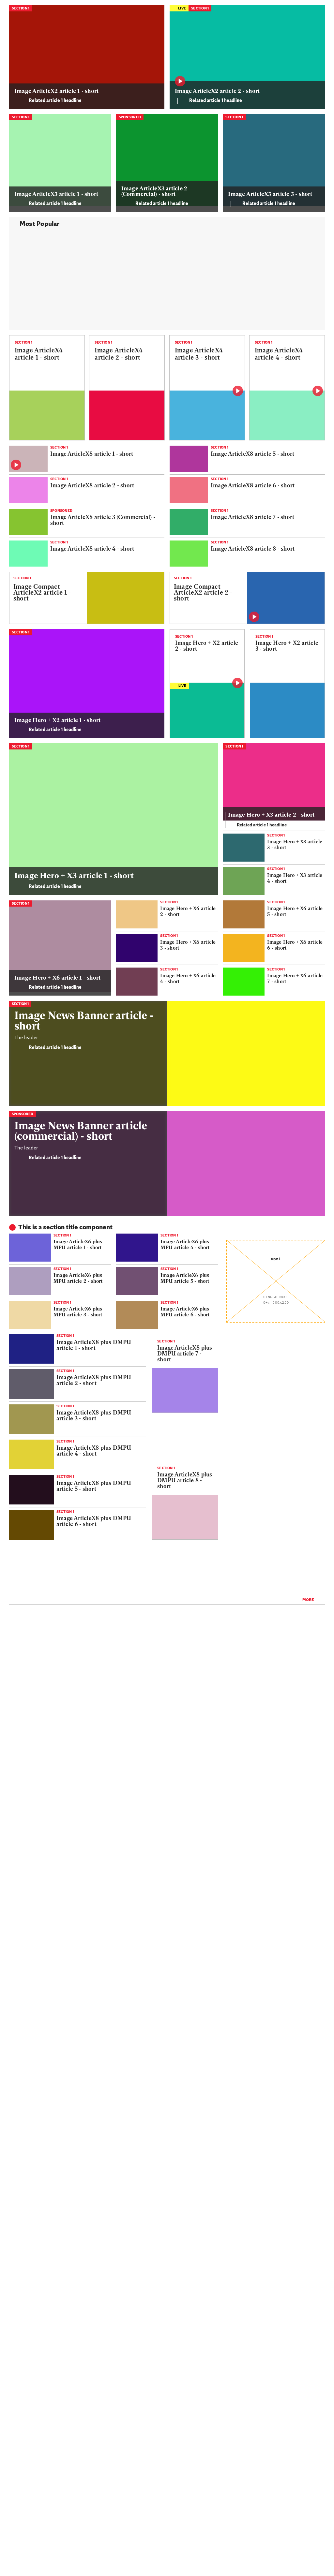 SECTION 1
Image ArticleX2 article 1 - short
Related article 1 headline
LIVE
SECTION 1
Image ArticleX2 article 2 - short
Related article 1 headline
SECTION 1
Image ArticleX3 article 1 - short
Related article 1 headline
SPONSORED
Image ArticleX3 article 2
(Commercial) - short
Related article 1 headline
SECTION 1
Image ArticleX3 article 3 - short
Related article 1 headline
Most Popular
SECTION 1
Image ArticleX4
article 1 - short
SECTION 1
Image ArticleX4
article 2 - short
SECTION 1
Image ArticleX4
article 3 - short
SECTION 1
Image ArticleX4
article 4 - short
SECTION 1
Image ArticleX8 article 1 - short
SECTION 1
Image ArticleX8 article 5 - short
SECTION 1
Image ArticleX8 article 2 - short
SECTION 1
Image ArticleX8 article 6 - short
SPONSORED
Image ArticleX8 article 3 (Commercial) -
short
SECTION 1
Image ArticleX8 article 7 - short
SECTION 1
Image ArticleX8 article 4 - short
SECTION 1
Image ArticleX8 article 8 - short
SECTION 1
Image Compact
ArticleX2 article 1 -
short
SECTION 1
Image Compact
ArticleX2 article 2 -
short
SECTION 1
Image Hero + X2 article 1 - short
Related article 1 headline
SECTION 1
Image Hero + X2 article
2 - short
LIVE
SECTION 1
Image Hero + X2 article
3 - short
SECTION 1
Image Hero + X3 article 1 - short
Related article 1 headline
SECTION 1
Image Hero + X3 article 2 - short
Related article 1 headline
SECTION 1
Image Hero + X3 article
3 - short
SECTION 1
Image Hero + X3 article
4 - short
SECTION 1
Image Hero + X6 article 1 - short
Related article 1 headline
SECTION 1
Image Hero + X6 article
2 - short
SECTION 1
Image Hero + X6 article
3 - short
SECTION 1
Image Hero + X6 article
4 - short
SECTION 1
Image Hero + X6 article
5 - short
SECTION 1
Image Hero + X6 article
6 - short
SECTION 1
Image Hero + X6 article
7 - short
SECTION 1
Image News Banner article -
short
The leader
Related article 1 headline
SPONSORED
Image News Banner article
(commercial) - short
The leader
Related article 1 headline
This is a section title component
SECTION 1
Image ArticleX6 plus
MPU article 1 - short
SECTION 1
Image ArticleX6 plus
MPU article 2 - short
SECTION 1
Image ArticleX6 plus
MPU article 3 - short
SECTION 1
Image ArticleX6 plus
MPU article 4 - short
SECTION 1
Image ArticleX6 plus
MPU article 5 - short
SECTION 1
Image ArticleX6 plus
MPU article 6 - short
mpu1
SECTION 1
Image ArticleX8 plus DMPU
article 1 - short
SECTION 1
Image ArticleX8 plus DMPU
article 2 - short
SECTION 1
Image ArticleX8 plus DMPU
article 3 - short
SECTION 1
Image ArticleX8 plus DMPU
article 4 - short
SECTION 1
Image ArticleX8 plus DMPU
article 5 - short
SECTION 1
Image ArticleX8 plus DMPU
article 6 - short
SECTION 1
Image ArticleX8 plus
DMPU article 7 -
short
SECTION 1
Image ArticleX8 plus
DMPU article 8 -
short
MORE